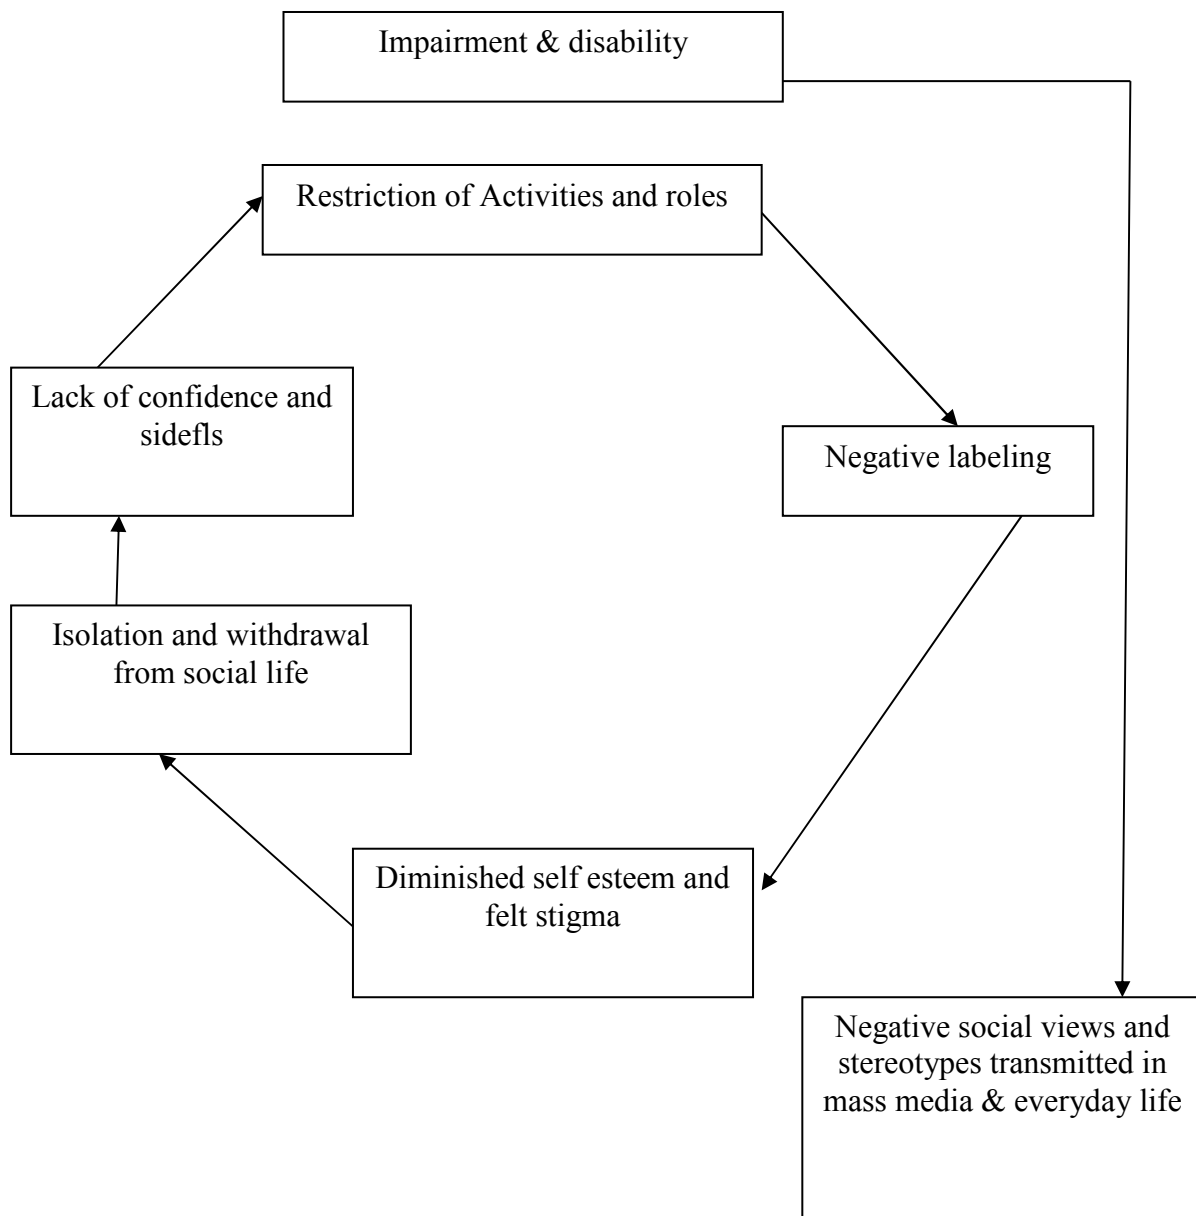 Impairment & disability
Restriction of Activities and roles
Lack of confidence and
sidefls
Negative labeling
Isolation and withdrawal
from social life
Diminished self esteem and
felt stigma
Negative social views and
stereotypes transmitted in
mass media & everyday life